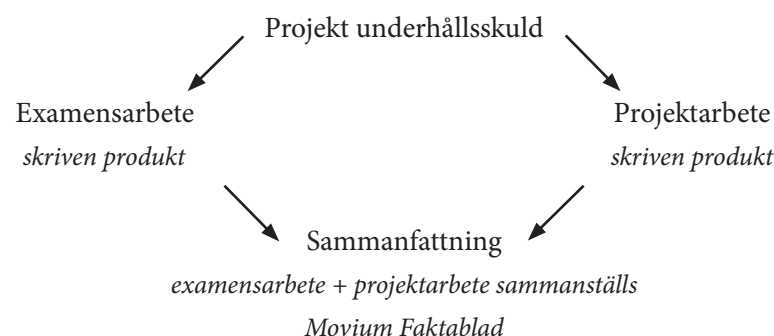 Projekt underhållsskuld
Examensarbete
skriven produkt
Projektarbete
skriven produkt
Sammanfattning
examensarbete + projektarbete sammanställs
Movium Faktablad